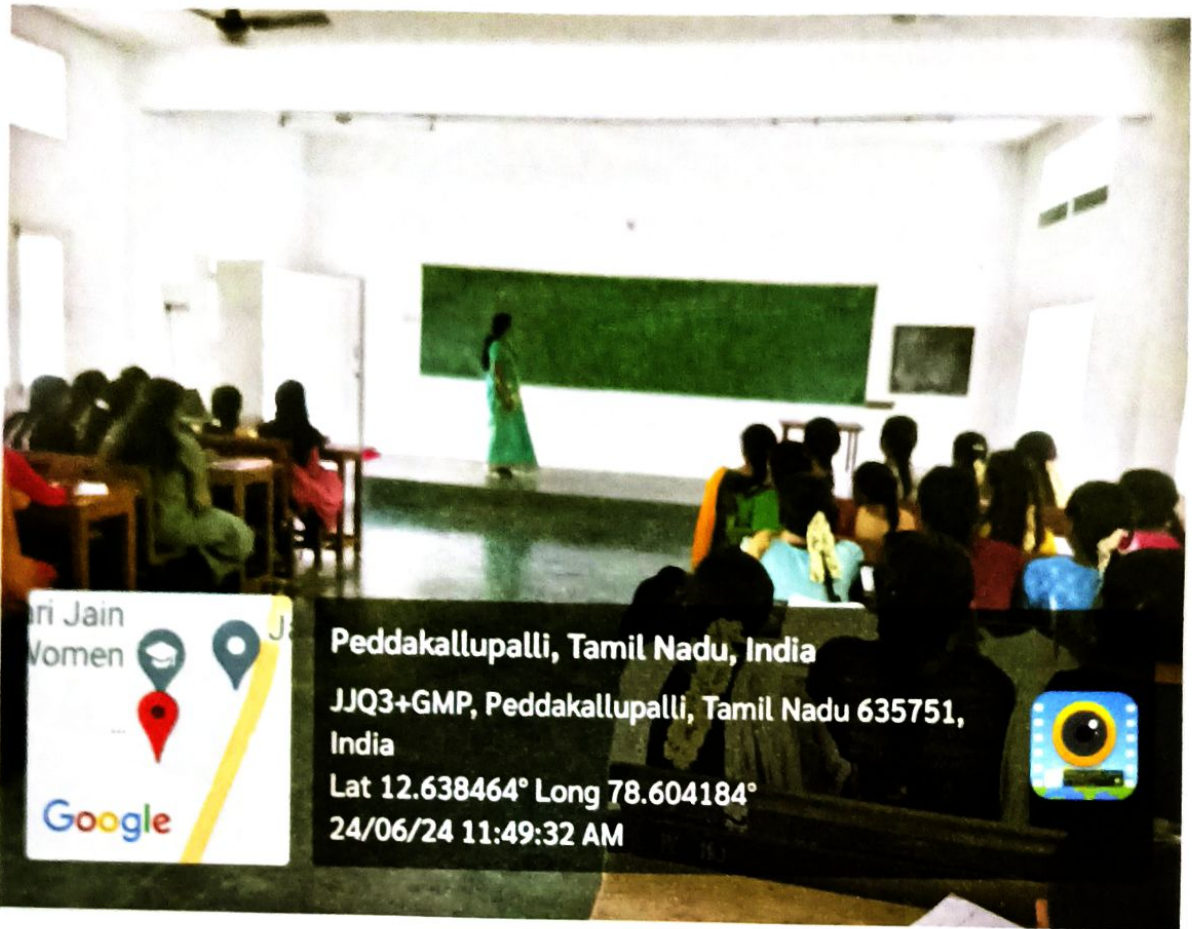 ri Jain
Women
Ja
Google
Peddakallupalli, Tamil Nadu, India
JJQ3+GMP, Peddakallupalli, Tamil Nadu 635751,
India
Lat 12.638464° Long 78.604184°
24/06/24 11:49:32 AM